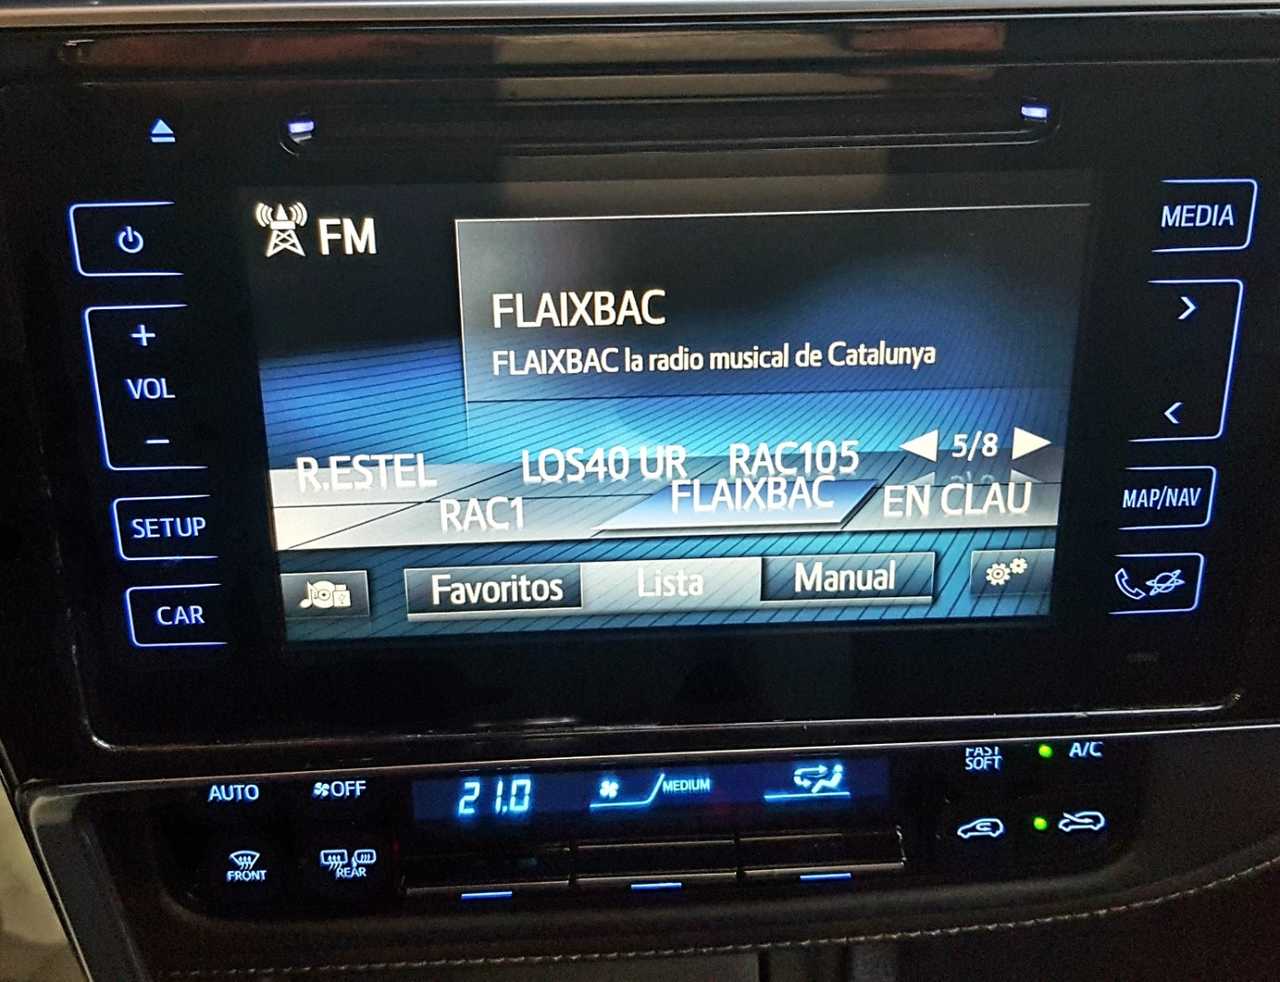 FM
MEDIA
FLAIXBAC
FLAIXBAC la radio musical de Catalunya
+
VOL
−
R.ESTEL LOS40 UR RAC105 5/8
RAC1 FLAIXBAC EN CLAU
MAP/NAV
SETUP
Favoritos Lista Manual
CAR
AUTO OFF 21.0 MEDIUM FAST SOFT A/C
FRONT REAR